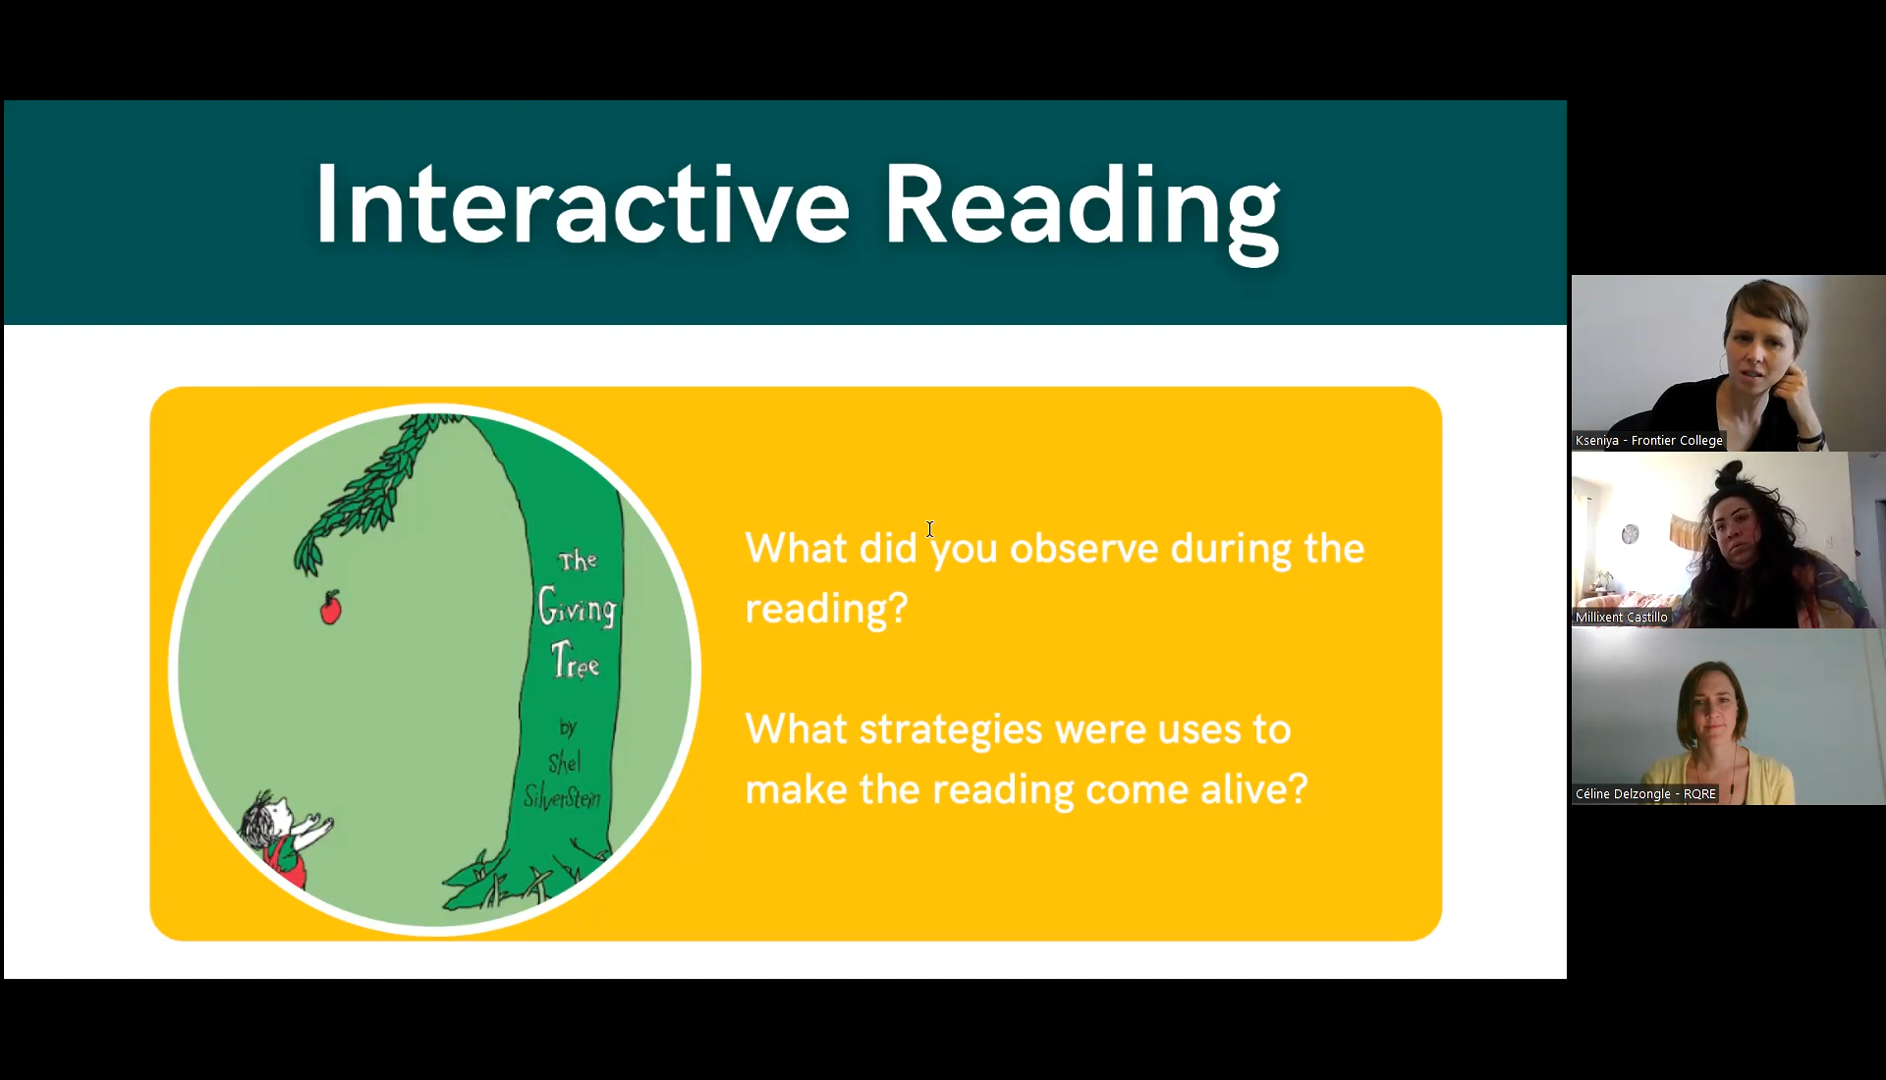 Interactive Reading
The
Giving
Tree
by
Shel
Silverstein
What did you observe during the
reading?
What strategies were uses to
make the reading come alive?
Kseniya - Frontier College
Millixent Castillo
Céline Delzongle - RQRE